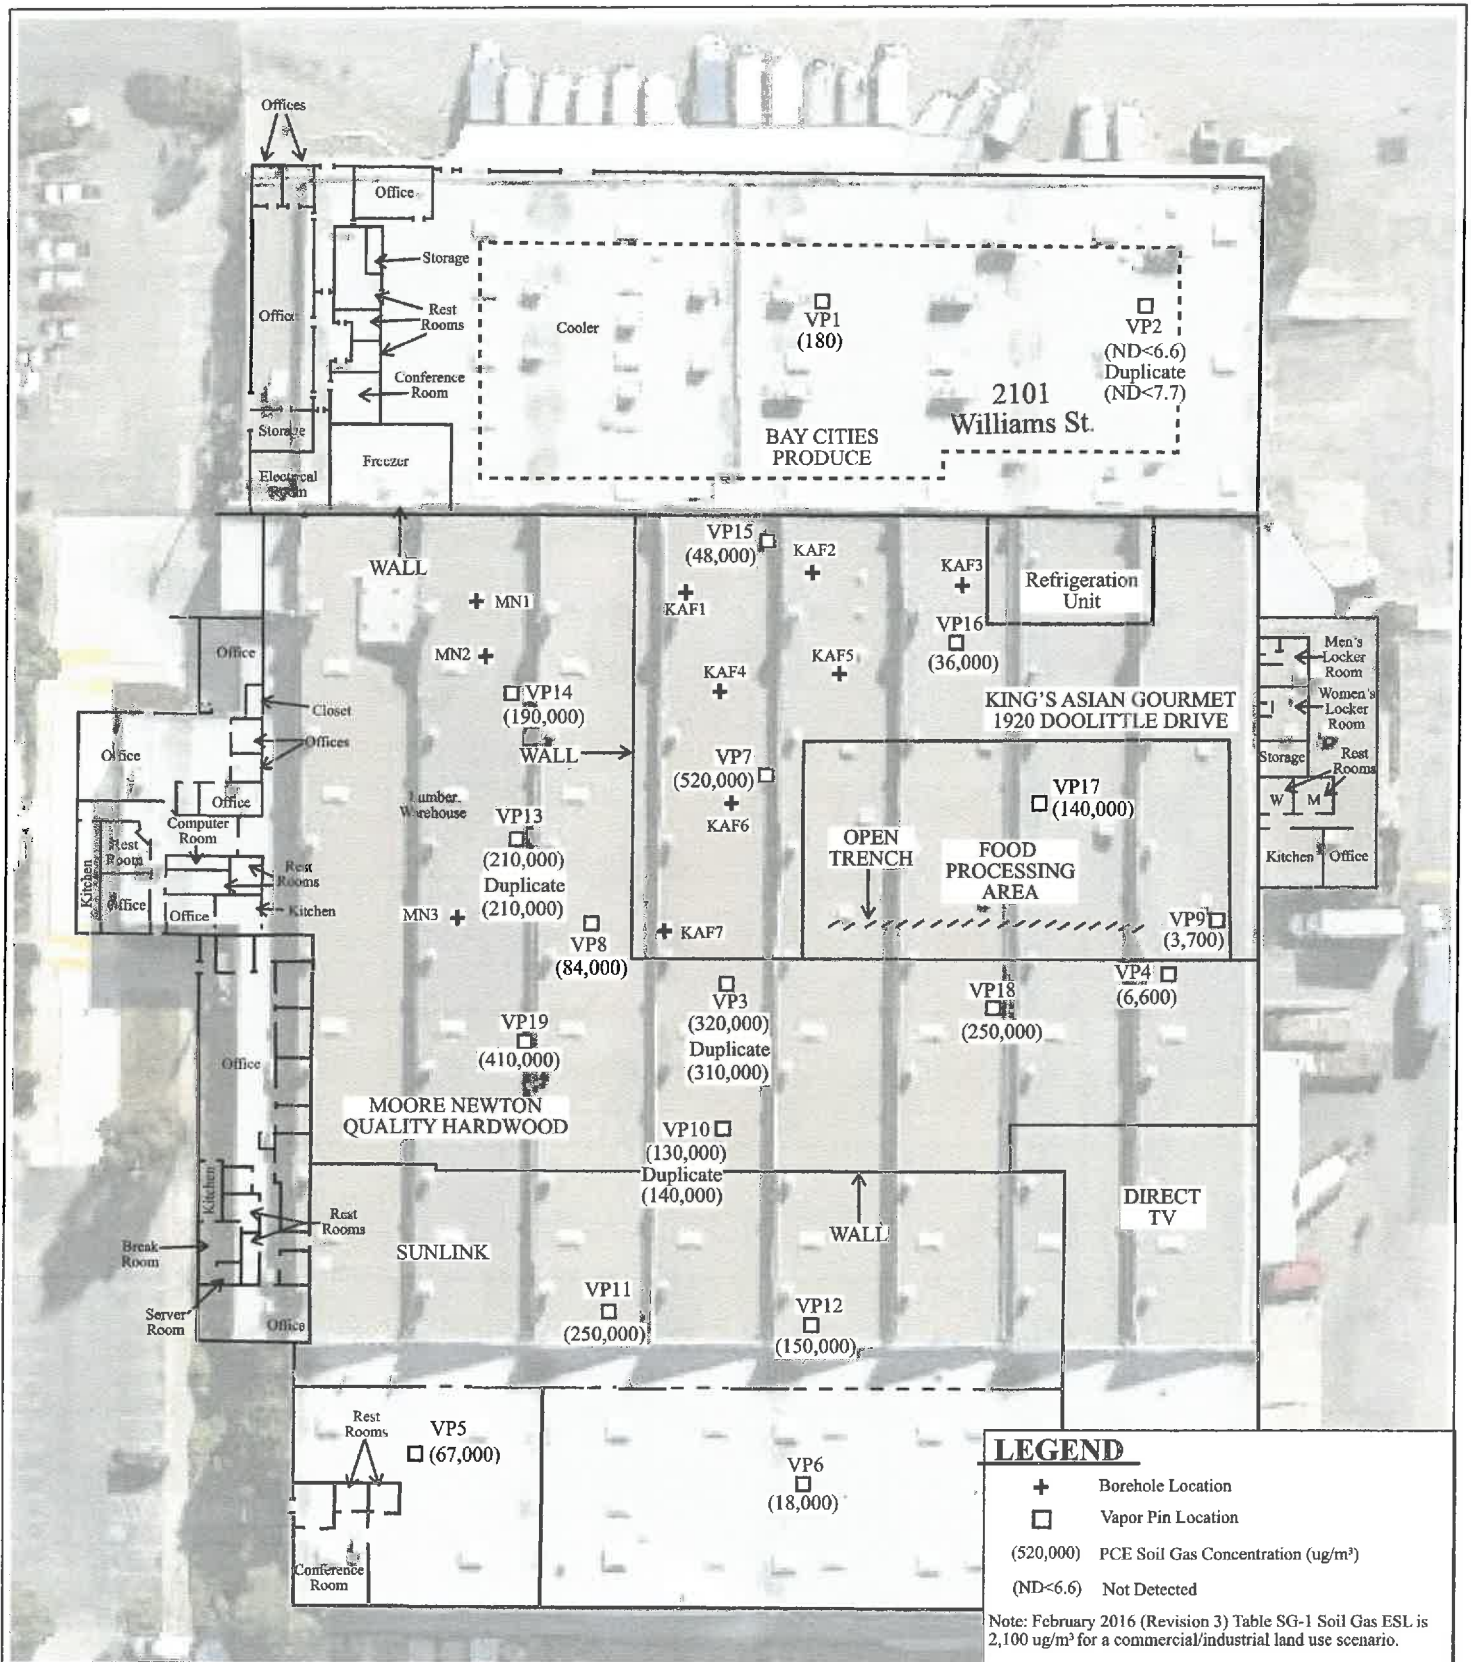 Offices
Office
Storage
Rest
Rooms
Office
Cooler
Conference
Room
Storage
Freezer
Electrical
Room
VP1
(180)
VP2
(ND<6.6)
Duplicate
(ND<7.7)
2101
Williams St.
BAY CITIES
PRODUCE
WALL
VP15
(48,000)
KAF2
KAF3
Refrigeration
Unit
MN1
KAF1
MN2
VP16
(36,000)
KAF5
KAF4
Office
Men's
Locker
Room
Women's
Locker
Room
Storage
Rest
Rooms
W
M
Kitchen
Office
VP14
(190,000)
Closet
Offices
WALL
KING'S ASIAN GOURMET
1920 DOOLITTLE DRIVE
Office
Office
Computer
Room
Rest
Room
Kitchen
Rest
Rooms
Office
Office
Kitchen
Lumber
Warehouse
VP7
(520,000)
KAF6
VP17
(140,000)
VP13
(210,000)
Duplicate
(210,000)
OPEN
TRENCH
FOOD
PROCESSING
AREA
MN3
VP8
(84,000)
KAF7
VP9
(3,700)
VP4
(6,600)
VP3
(320,000)
Duplicate
(310,000)
VP18
(250,000)
VP19
(410,000)
Office
MOORE NEWTON
QUALITY HARDWOOD
VP10
(130,000)
Duplicate
(140,000)
Kitchen
Rest
Rooms
Break
Room
Server
Room
Office
SUNLINK
WALL
DIRECT
TV
VP11
(250,000)
VP12
(150,000)
Rest
Rooms
VP5
(67,000)
VP6
(18,000)
Conference
Room
LEGEND
Borehole Location
Vapor Pin Location
(520,000) PCE Soil Gas Concentration (ug/m³)
(ND<6.6) Not Detected
Note: February 2016 (Revision 3) Table SG-1 Soil Gas ESL is
2,100 ug/m³ for a commercial/industrial land use scenario.